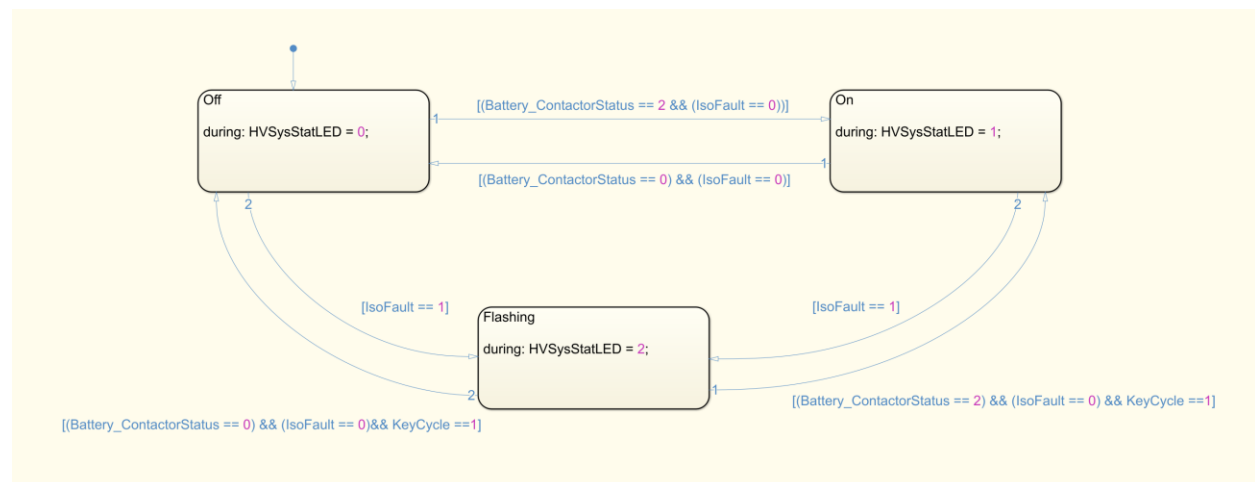 Off
during: HVSysStatLED = 0;
1
[(Battery_ContactorStatus == 2 && (IsoFault == 0))]
On
during: HVSysStatLED = 1;
1
[(Battery_ContactorStatus == 0) && (IsoFault == 0)]
2
2
[IsoFault == 1]
[IsoFault == 1]
Flashing
during: HVSysStatLED = 2;
2
1
[(Battery_ContactorStatus == 2) && (IsoFault == 0) && KeyCycle ==1]
[(Battery_ContactorStatus == 0) && (IsoFault == 0)&& KeyCycle ==1]